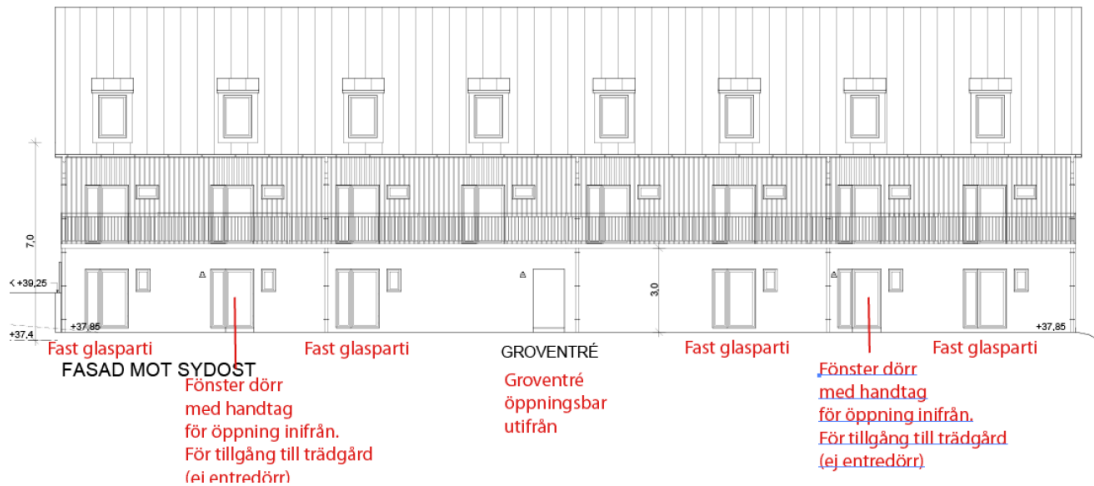 7,0
+39,25
3,0
+37,85
+37,85
+37,4
Fast glasparti
Fast glasparti
GROVENTRÉ
Fast glasparti
Fast glasparti
FASAD MOT SYDOST
Fönster dörr
med handtag
för öppning inifrån.
För tillgång till trädgård
(ej entredörr)
Groventré
öppningsbar
utifrån
Fönster dörr
med handtag
för öppning inifrån.
För tillgång till trädgård
(ej entredörr)